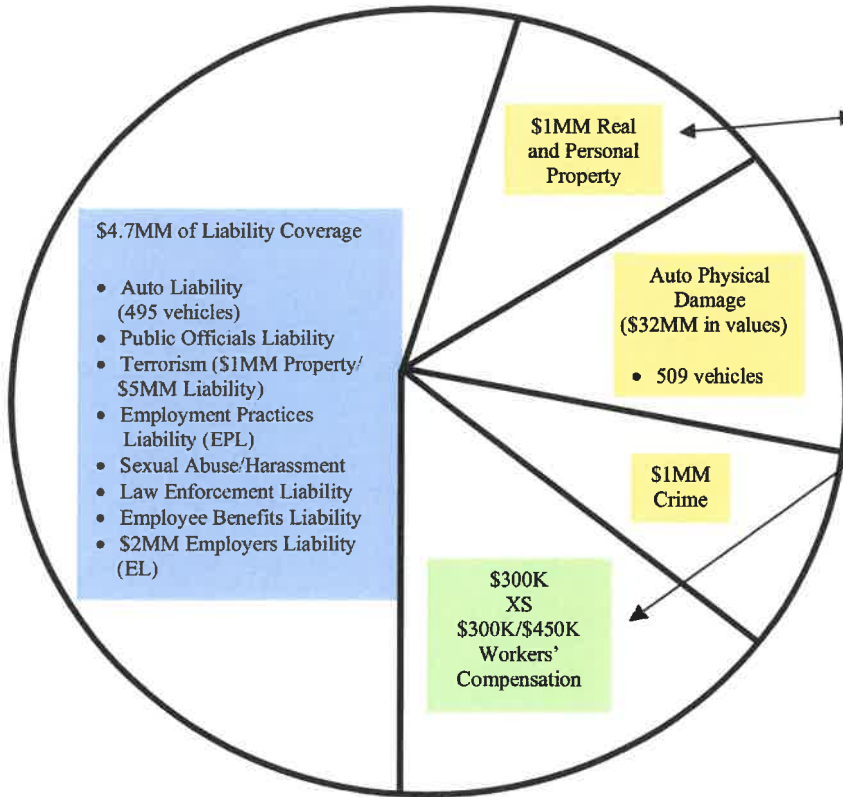 $1MM Real
and Personal
Property
$4.7MM of Liability Coverage
• Auto Liability
(495 vehicles)
• Public Officials Liability
• Terrorism ($1MM Property/
$5MM Liability)
• Employment Practices
Liability (EPL)
• Sexual Abuse/Harassment
• Law Enforcement Liability
• Employee Benefits Liability
• $2MM Employers Liability
(EL)
Auto Physical
Damage
($32MM in values)
• 509 vehicles
$1MM
Crime
$300K
XS
$300K/$450K
Workers’
Compensation